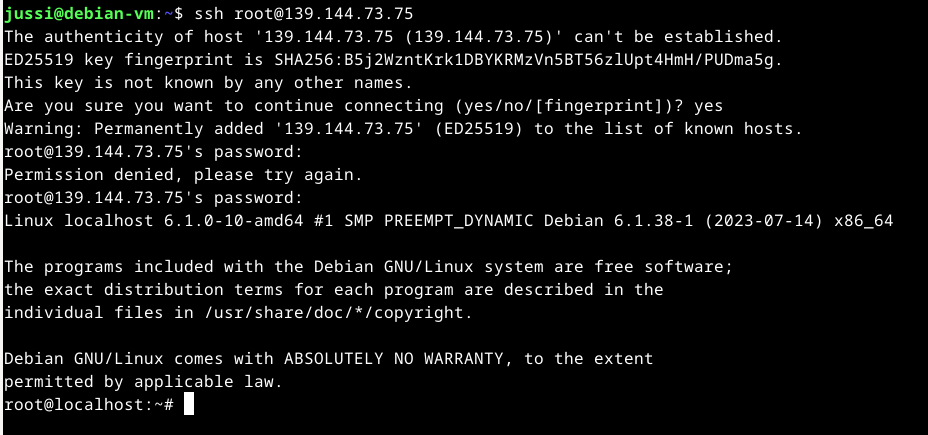 jussi@debian-vm:~$ ssh root@139.144.73.75
The authenticity of host '139.144.73.75 (139.144.73.75)' can't be established.
ED25519 key fingerprint is SHA256:B5j2WzntKrk1DBYKRMzVn5BT56zlUpt4HmH/PUDma5g.
This key is not known by any other names.
Are you sure you want to continue connecting (yes/no/[fingerprint])? yes
Warning: Permanently added '139.144.73.75' (ED25519) to the list of known hosts.
root@139.144.73.75's password:
Permission denied, please try again.
root@139.144.73.75's password:
Linux localhost 6.1.0-10-amd64 #1 SMP PREEMPT_DYNAMIC Debian 6.1.38-1 (2023-07-14) x86_64

The programs included with the Debian GNU/Linux system are free software;
the exact distribution terms for each program are described in the
individual files in /usr/share/doc/*/copyright.

Debian GNU/Linux comes with ABSOLUTELY NO WARRANTY, to the extent
permitted by applicable law.
root@localhost:~#